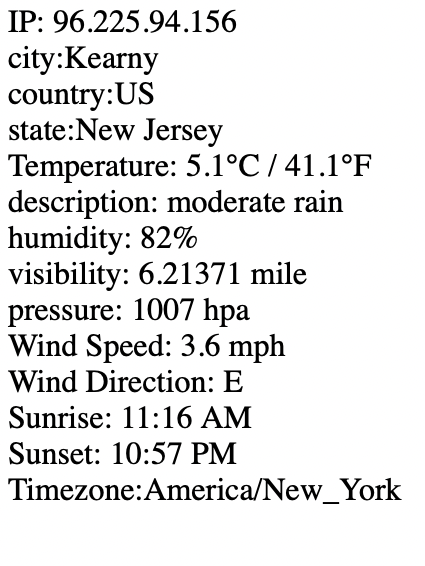 IP: 96.225.94.156
city:Kearny
country:US
state:New Jersey
Temperature: 5.1°C / 41.1°F
description: moderate rain
humidity: 82%
visibility: 6.21371 mile
pressure: 1007 hpa
Wind Speed: 3.6 mph
Wind Direction: E
Sunrise: 11:16 AM
Sunset: 10:57 PM
Timezone:America/New_York